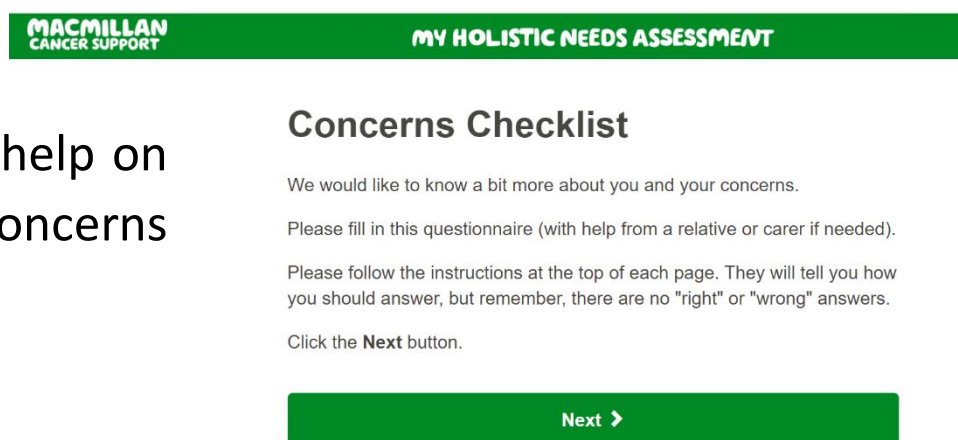 MACMILLAN
CANCER SUPPORT
MY HOLISTIC NEEDS ASSESSMENT
help on
oncerns
Concerns Checklist
We would like to know a bit more about you and your concerns.
Please fill in this questionnaire (with help from a relative or carer if needed).
Please follow the instructions at the top of each page. They will tell you how
you should answer, but remember, there are no "right" or "wrong" answers.
Click the Next button.
Next